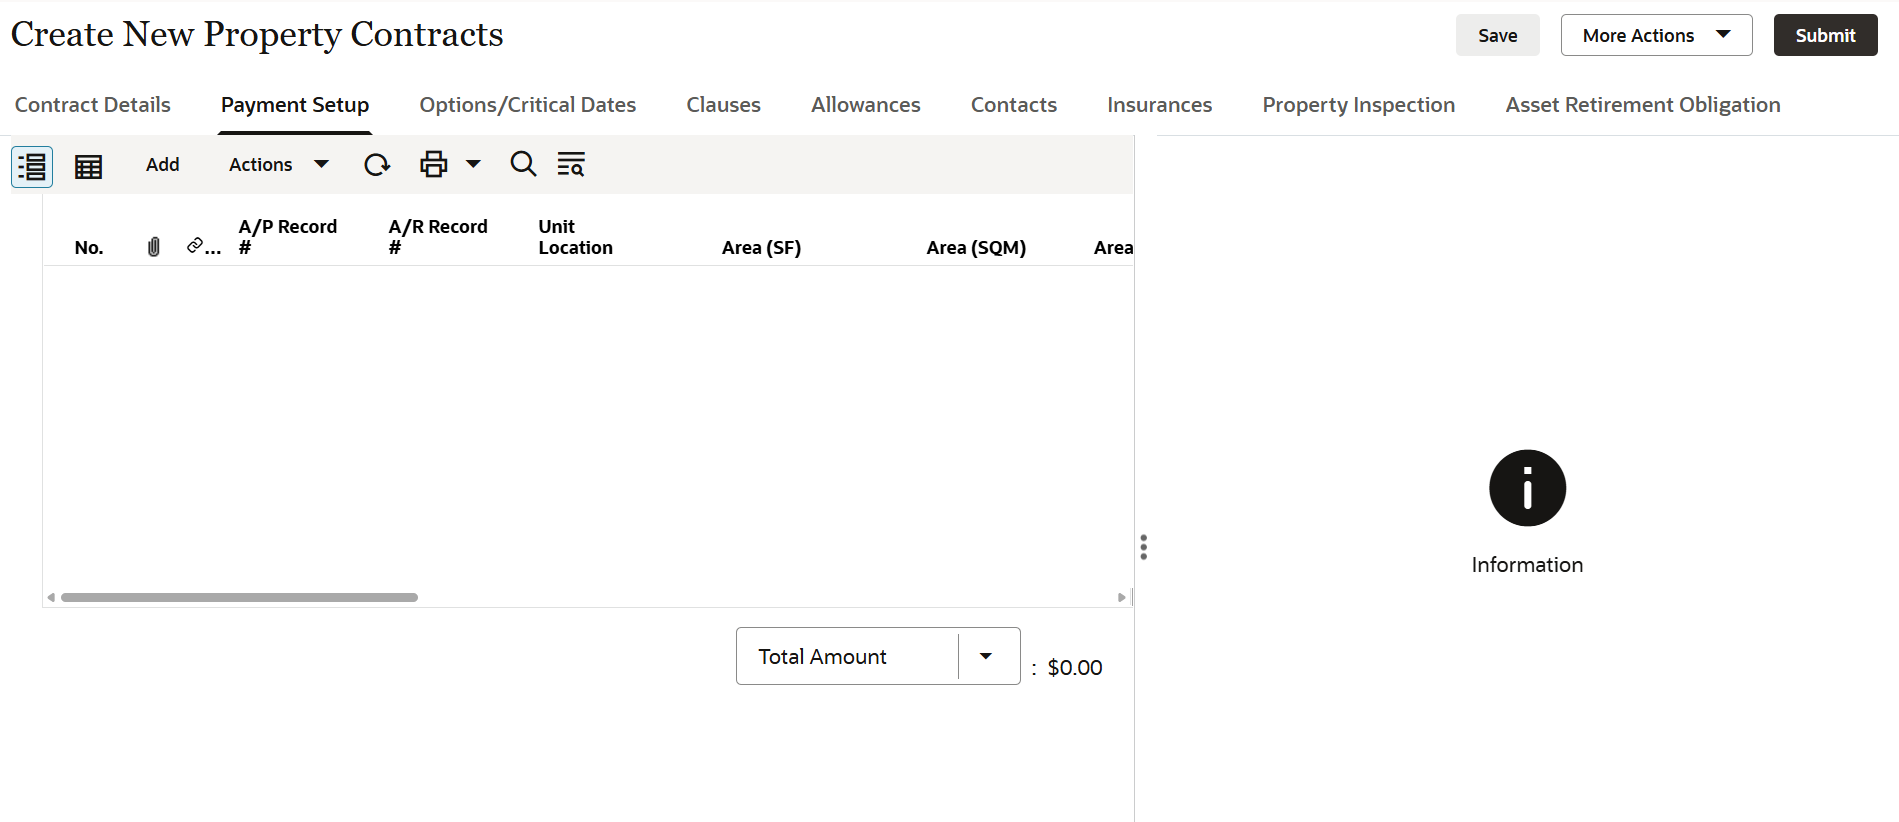 Create New Property Contracts
Save
More Actions
Submit
Contract Details
Payment Setup
Options/Critical Dates
Clauses
Allowances
Contacts
Insurances
Property Inspection
Asset Retirement Obligation
Add
Actions
No.
...
A/P Record
#
A/R Record
#
Unit
Location
Area (SF)
Area (SQM)
Area
Information
Total Amount
: $0.00